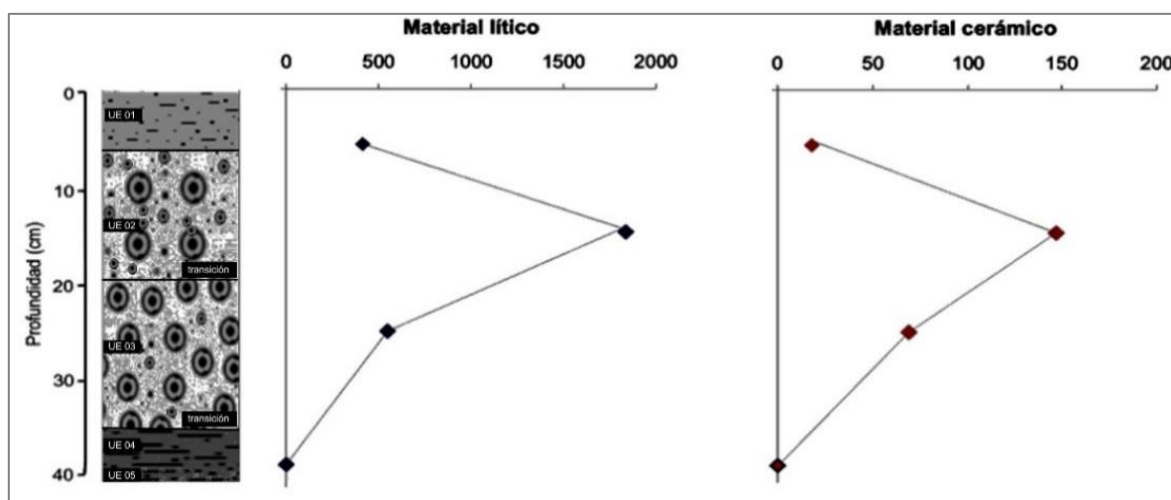 Material lítico
0 500 1000 1500 2000
Material cerámico
0 50 100 150 200
Profundidad (cm)
0
10
20
30
40
UE 01
UE 02
transición
UE 03
transición
UE 04
UE 05